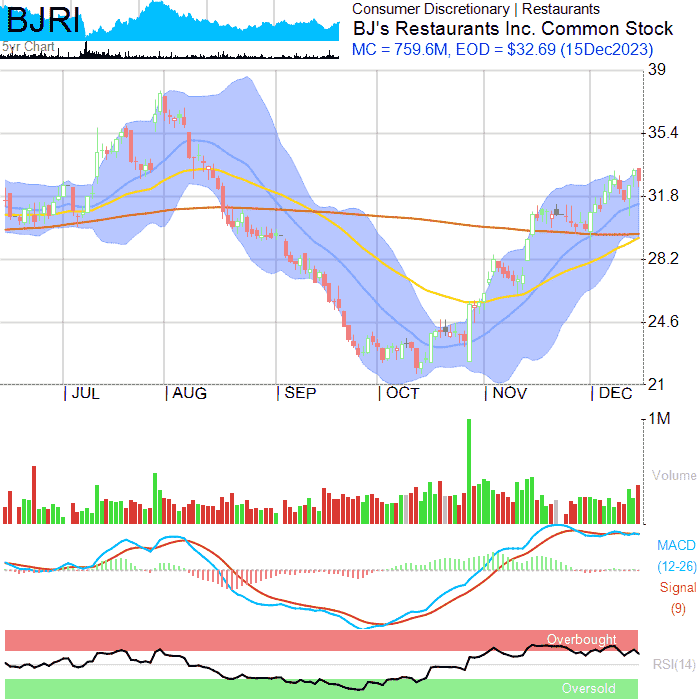 BJRI
5yr Chart
Consumer Discretionary | Restaurants
BJ's Restaurants Inc. Common Stock
MC = 759.6M, EOD = $32.69 (15Dec2023)
39
35.4
31.8
28.2
24.6
21
JUL AUG SEP OCT NOV DEC
1M
Volume
MACD
(12-26)
Signal
(9)
Overbought
RSI(14)
Oversold